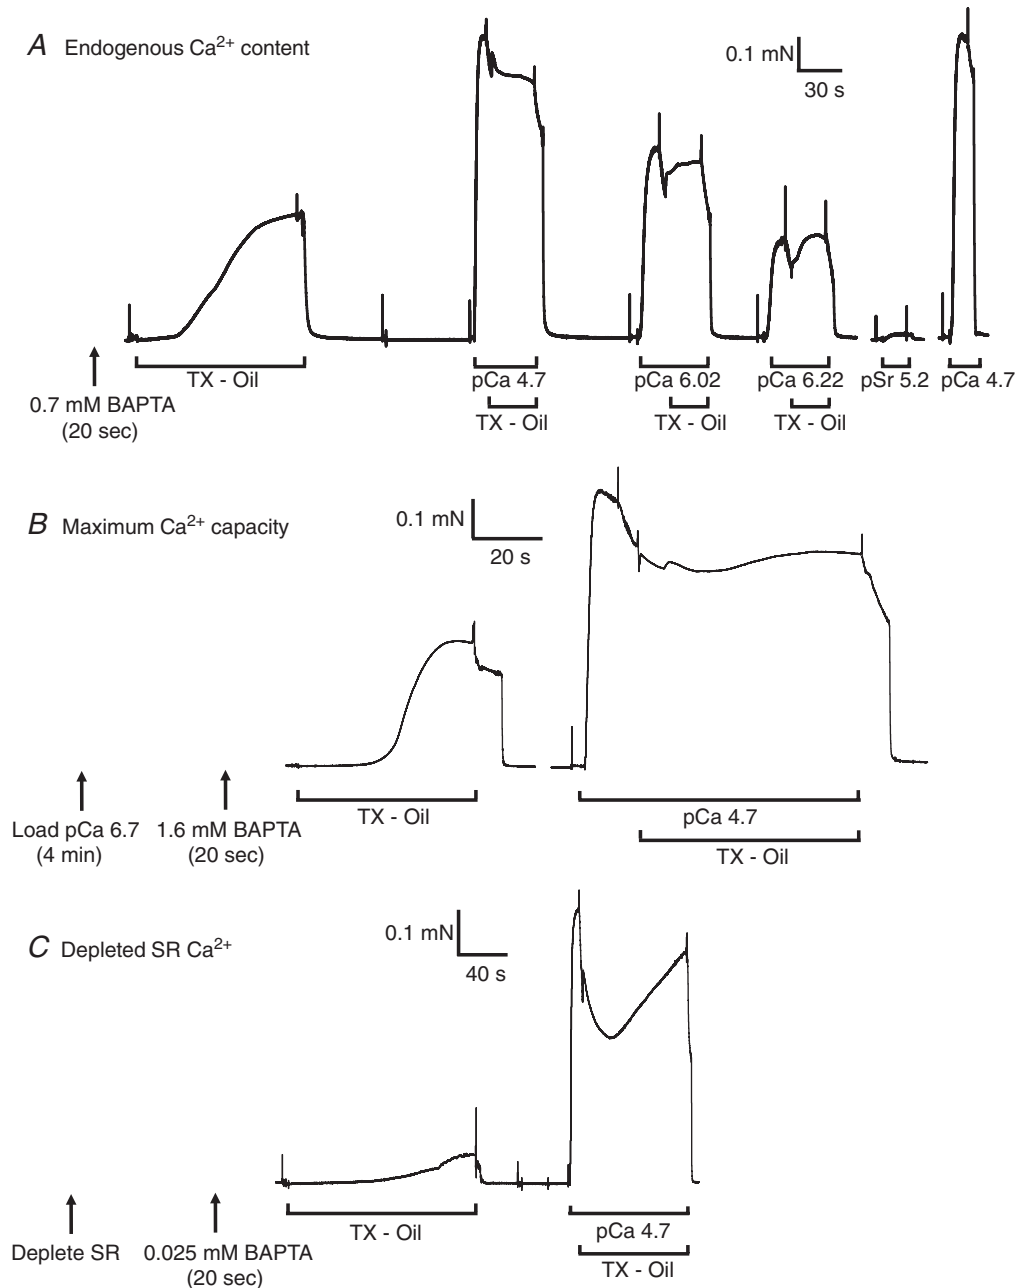 A Endogenous Ca²⁺ content
0.1 mN
30 s
TX - Oil
pCa 4.7
pCa 6.02
pCa 6.22
pSr 5.2
pCa 4.7
0.7 mM BAPTA
(20 sec)
TX - Oil
TX - Oil
TX - Oil
B Maximum Ca²⁺ capacity
0.1 mN
20 s
TX - Oil
pCa 4.7
Load pCa 6.7
(4 min)
1.6 mM BAPTA
(20 sec)
TX - Oil
C Depleted SR Ca²⁺
0.1 mN
40 s
TX - Oil
pCa 4.7
Deplete SR
0.025 mM BAPTA
(20 sec)
TX - Oil